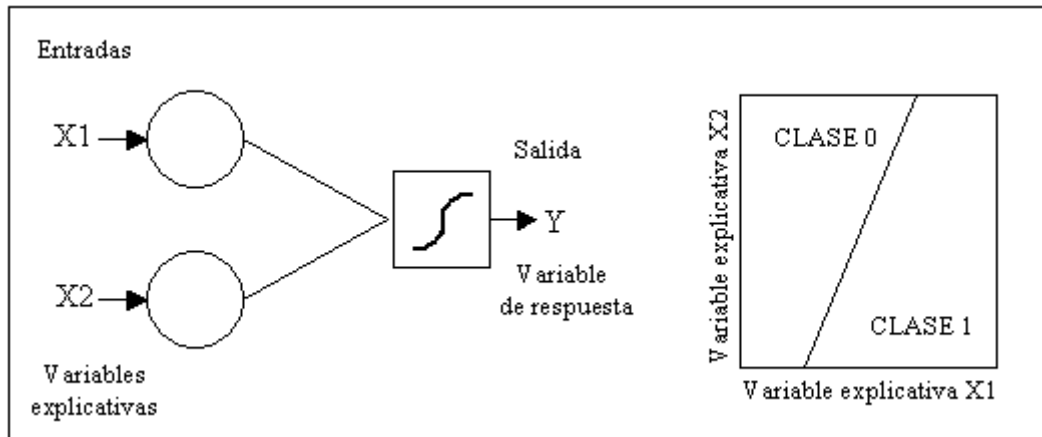 Entradas
X1
X2
Variables
explicativas
Salida
Y
Variable
de respuesta
Variable explicativa X2
CLASE 0
CLASE 1
Variable explicativa X1